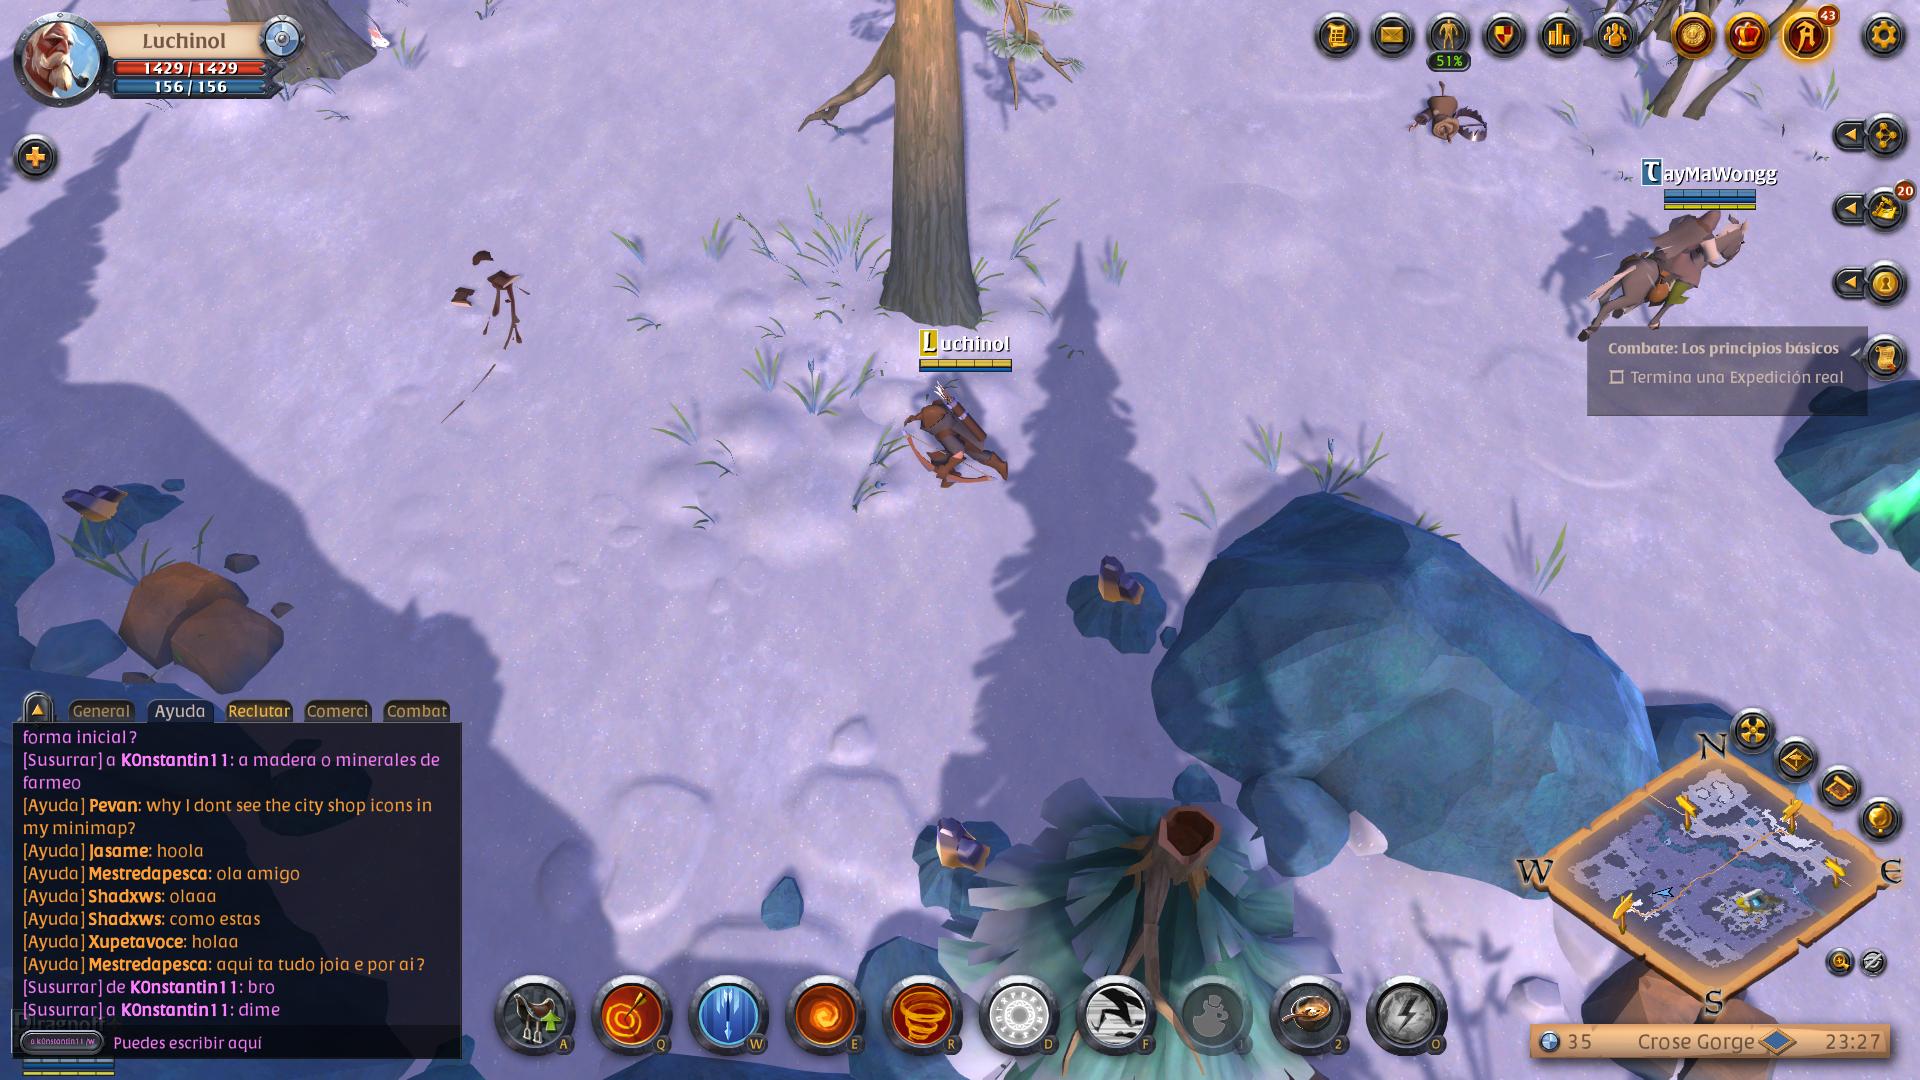 Luchinol
1429/1429
156/156
51%
43
TayMaWongg
20
Luchinol
Combate: Los principios básicos
Termina una Expedición real
General
Ayuda
Reclutar
Comerci
Combat
forma inicial?
[Susurrar] a K0nstantin11: a madera o minerales de
farmeo
[Ayuda] Pevan: why I dont see the city shop icons in
my minimap?
[Ayuda] Jasame: hoola
[Ayuda] Mestredapesca: ola amigo
[Ayuda] Shadxws: olaaa
[Ayuda] Shadxws: como estas
[Ayuda] Xupetavoce: holaa
[Ayuda] Mestredapesca: aqui ta tudo joia e por ai?
[Susurrar] de K0nstantin11: bro
[Susurrar] a K0nstantin11: dime
a k0nstantin11 /w
Puedes escribir aquí
A
Q
W
E
R
D
F
1
2
O
N
W
E
S
35
Crose Gorge
23:27